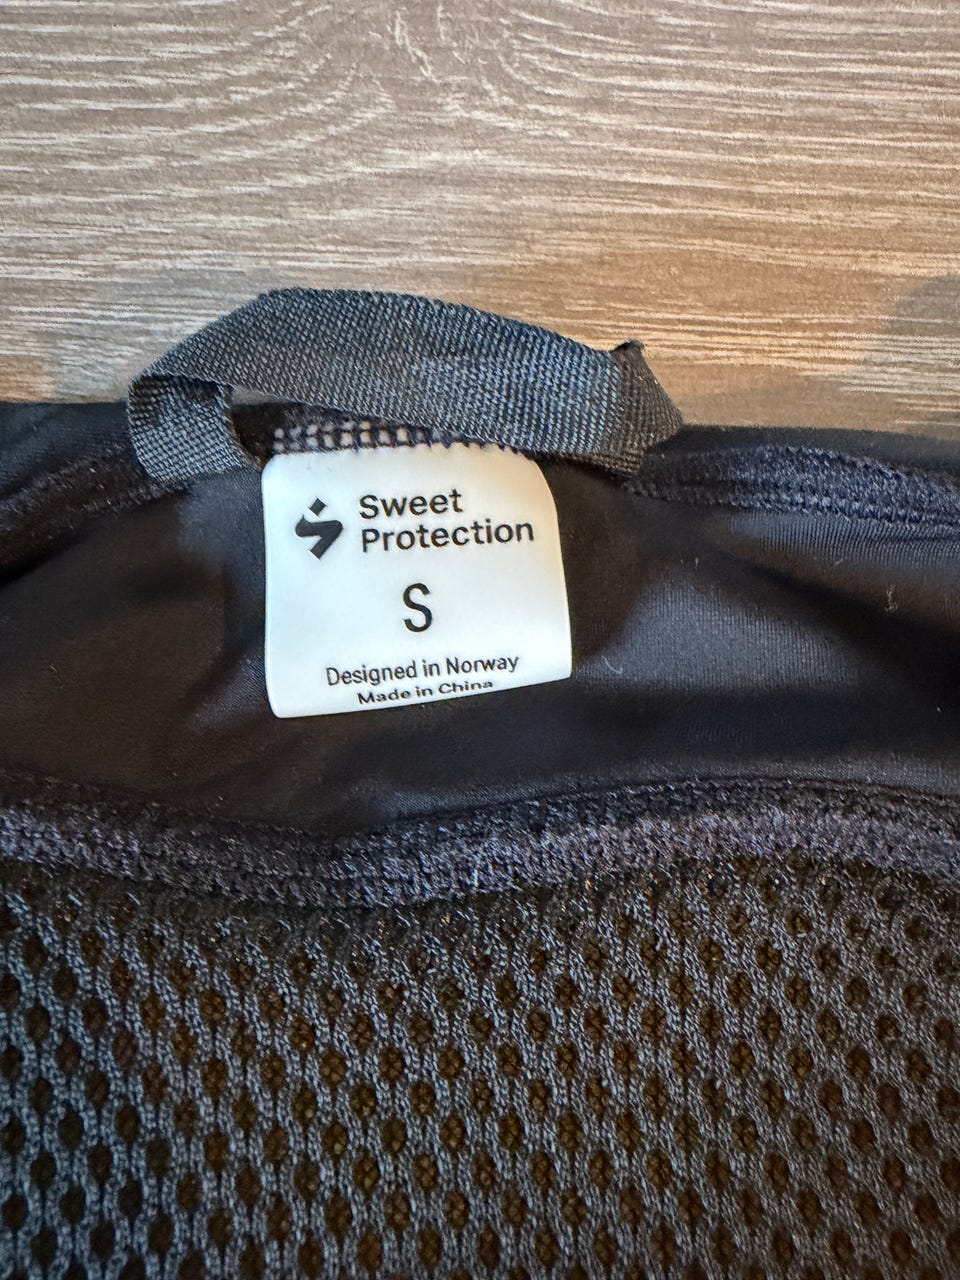 Sweet
Protection
S
Designed in Norway
Made in China